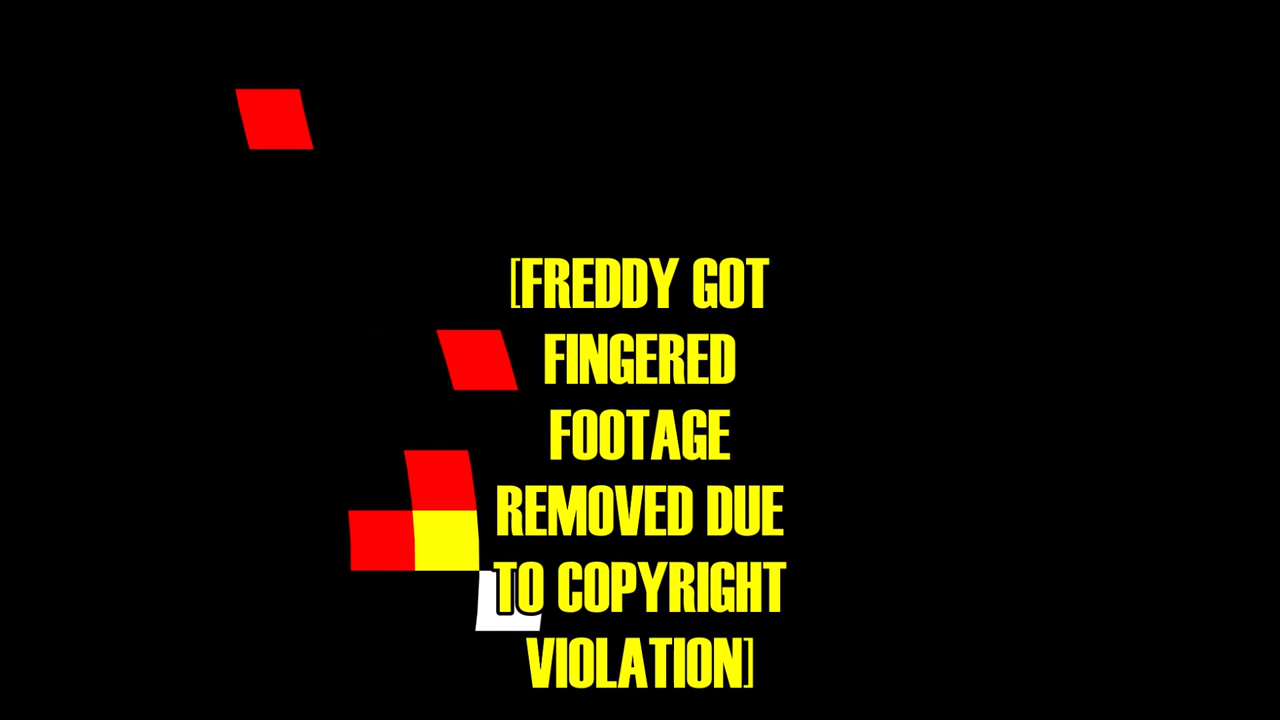 [FREDDY GOT
FINGERED
FOOTAGE
REMOVED DUE
TO COPYRIGHT
VIOLATION]